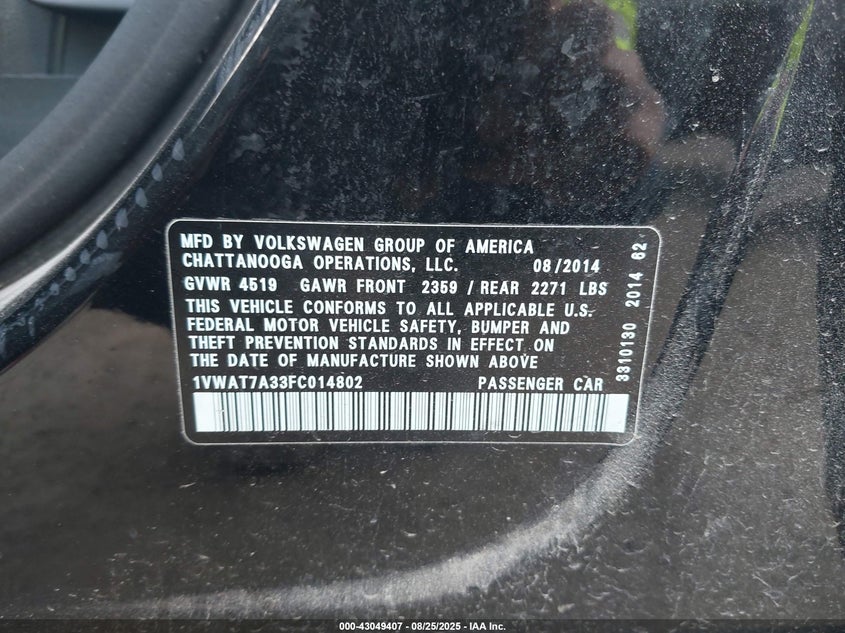 MFD BY VOLKSWAGEN GROUP OF AMERICA
CHATTANOOGA OPERATIONS, LLC. 08/2014
GVWR 4519 GAWR FRONT 2359 / REAR 2271 LBS
THIS VEHICLE CONFORMS TO ALL APPLICABLE U.S.
FEDERAL MOTOR VEHICLE SAFETY, BUMPER AND
THEFT PREVENTION STANDARDS IN EFFECT ON
THE DATE OF MANUFACTURE SHOWN ABOVE
1VWAT7A33FC014802 PASSENGER CAR
3310130 2014 62
000-43049407 - 08/25/2025 - IAA Inc.